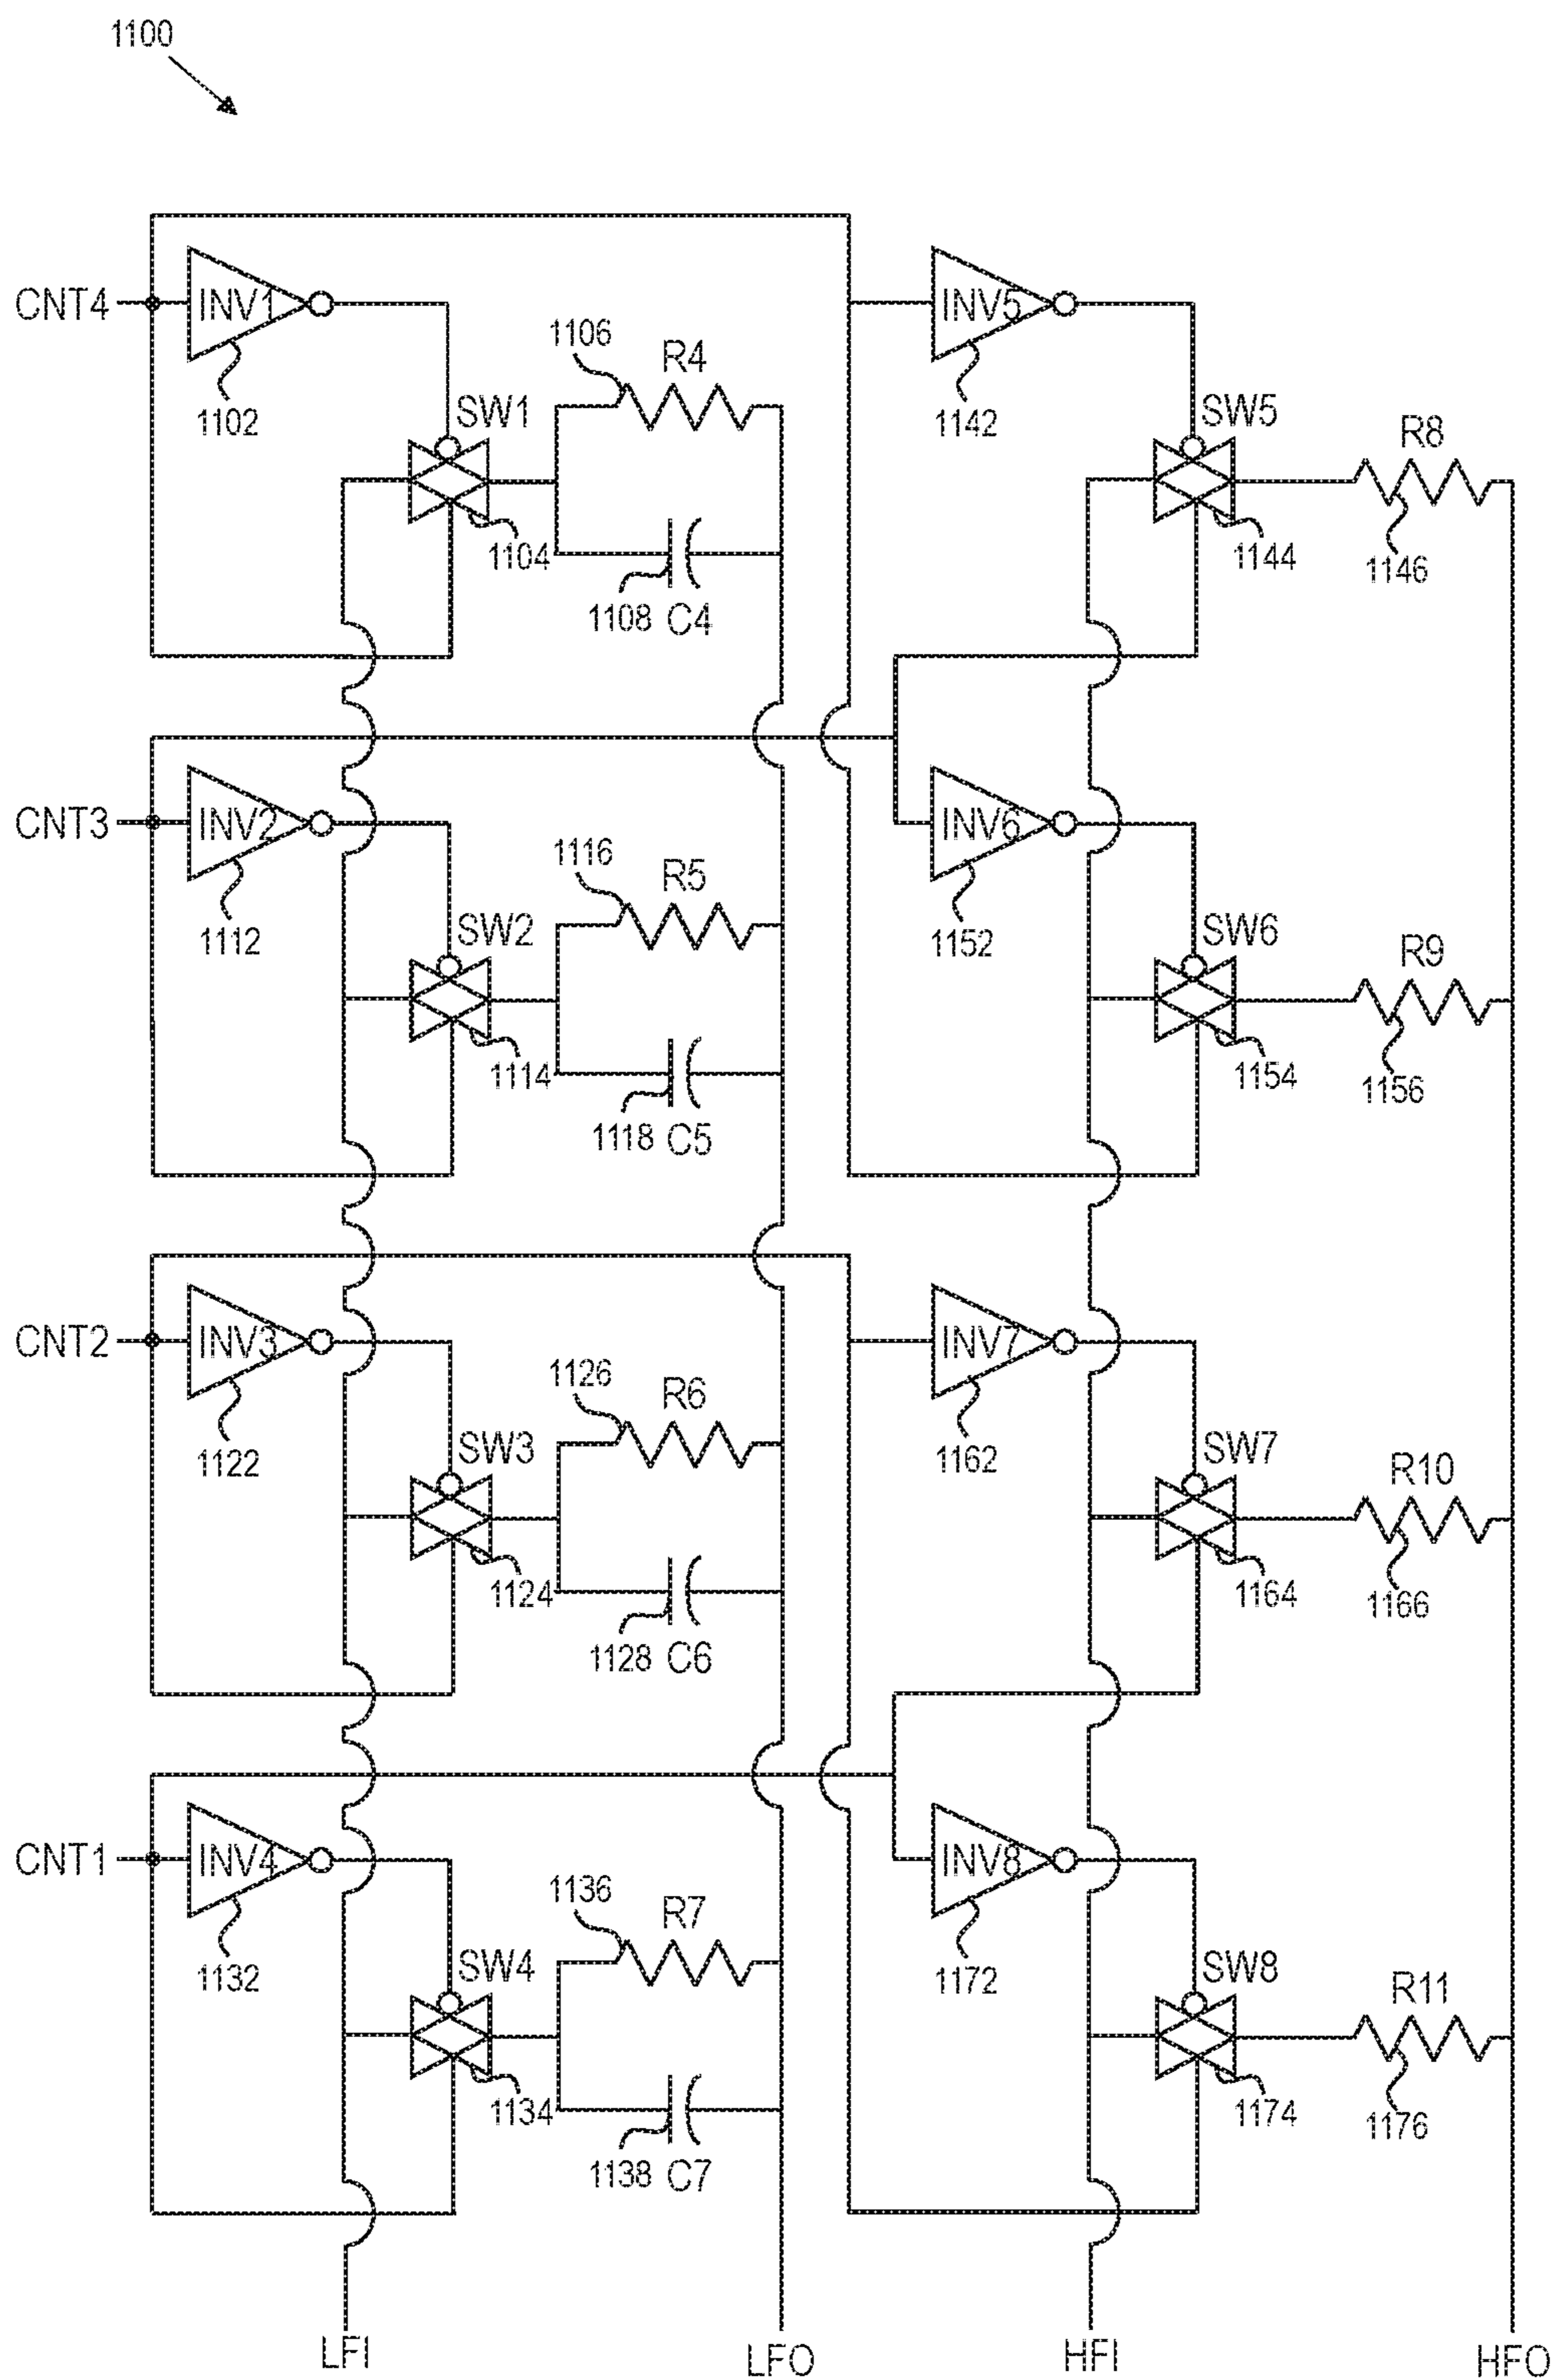 1100
CNT4
INV1
1102
SW1
1104
1106
R4
1108
C4
INV5
1142
SW5
1144
R8
1146
CNT3
INV2
1112
SW2
1114
1116
R5
1118
C5
INV6
1152
SW6
1154
R9
1156
CNT2
INV3
1122
SW3
1124
1126
R6
1128
C6
INV7
1162
SW7
1164
R10
1166
CNT1
INV4
1132
SW4
1134
1136
R7
1138
C7
INV8
1172
SW8
1174
R11
1176
LFI
LFO
HFI
HFO